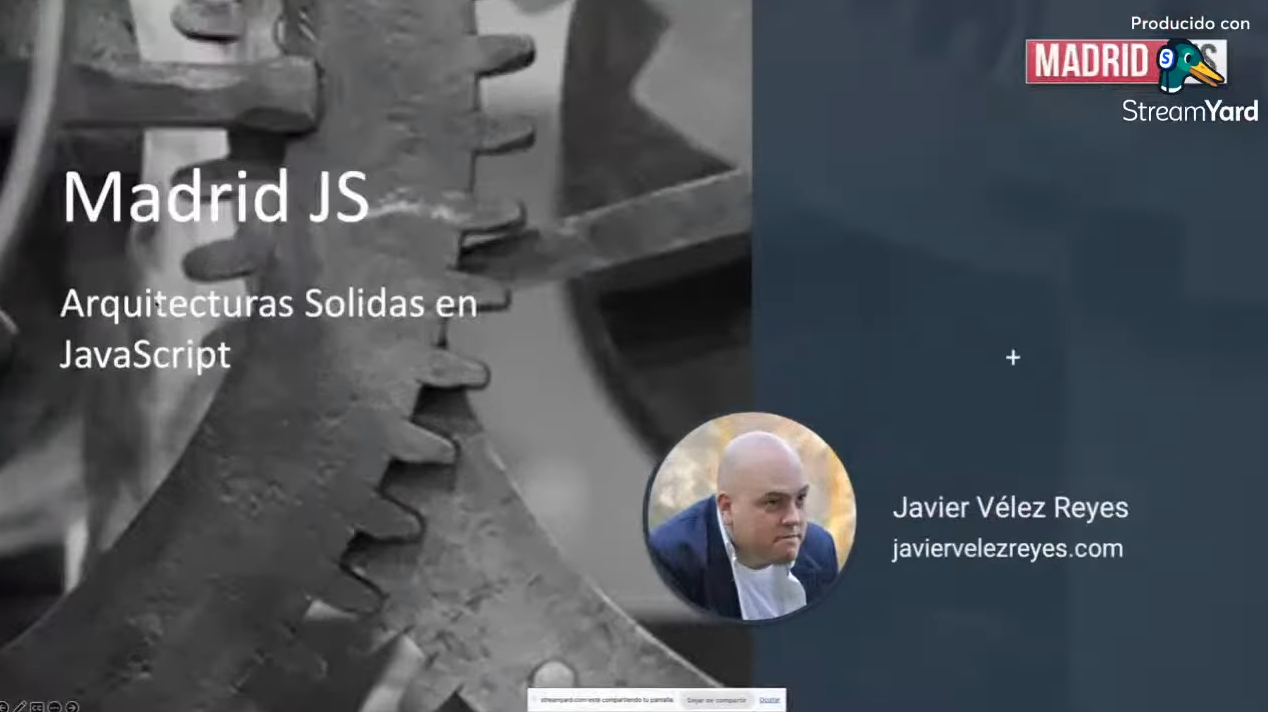 Producido con
MADRID
StreamYard
Madrid JS
Arquitecturas Solidas en
JavaScript
Javier Vélez Reyes
javiervelezreyes.com
streamyard.com está compartiendo tu pantalla.
Dejar de compartir
Ocultar